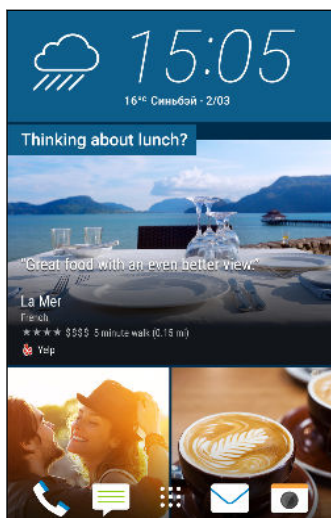 15:05
16°C Синьбэй - 2/03
Thinking about lunch?
"Great food with an even better view."
La Mer
French
★★★★ $$$$ 5 minute walk (0.15 mi)
Yelp